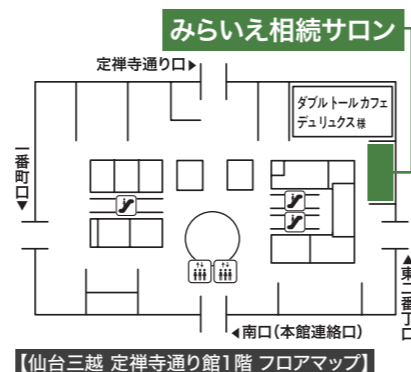 みらいえ相続サロン
定禅寺通り口▶
ダブルトールカフェ
デュリュクス様
一番町口▼
▲東二番丁口
◀南口(本館連絡口)
【仙台三越 定禅寺通り館1階 フロアマップ】